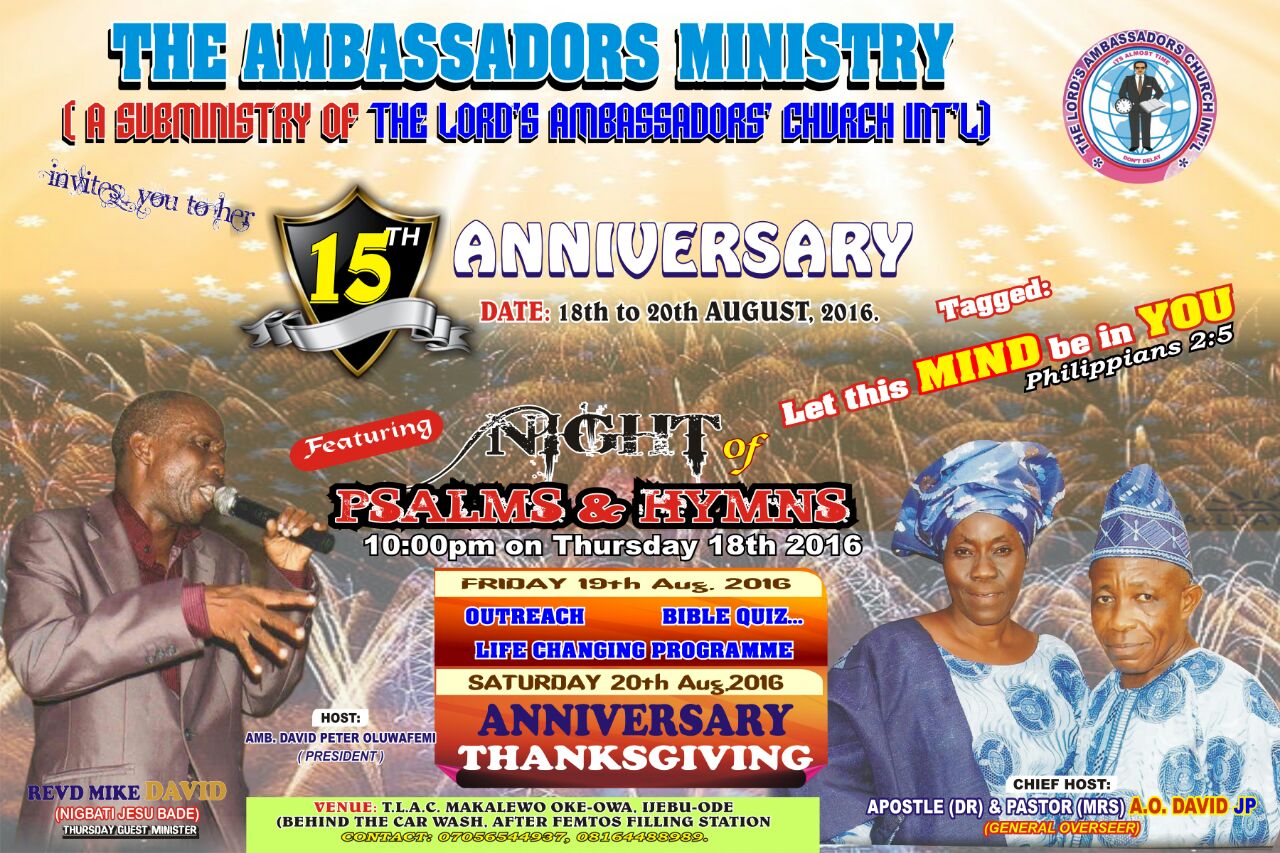 THE AMBASSADORS MINISTRY
( A SUBMINISTRY OF THE LORD'S AMBASSADORS' CHURCH INT'L)
THE LORD'S AMBASSADORS CHURCH INT'L
ITS ALMOST TIME
DON'T DELAY
invites you to her
15TH
ANNIVERSARY
DATE: 18th to 20th AUGUST, 2016.
Tagged:
Let this MIND be in YOU
Philippians 2:5
Featuring
NIGHT of
PSALMS & HYMNS
10:00pm on Thursday 18th 2016
FRIDAY 19th Aug. 2016
OUTREACH BIBLE QUIZ...
LIFE CHANGING PROGRAMME
SATURDAY 20th Aug,2016
ANNIVERSARY
THANKSGIVING
HOST:
AMB. DAVID PETER OLUWAFEMI
( PRESIDENT )
REVD MIKE DAVID
(NIGBATI JESU BADE)
THURSDAY GUEST MINISTER
VENUE: T.L.A.C. MAKALEWO OKE-OWA, IJEBU-ODE
(BEHIND THE CAR WASH, AFTER FEMTOS FILLING STATION
CONTACT: 07056544937, 08164488989.
CHIEF HOST:
APOSTLE (DR) & PASTOR (MRS) A.O. DAVID JP
(GENERAL OVERSEER)